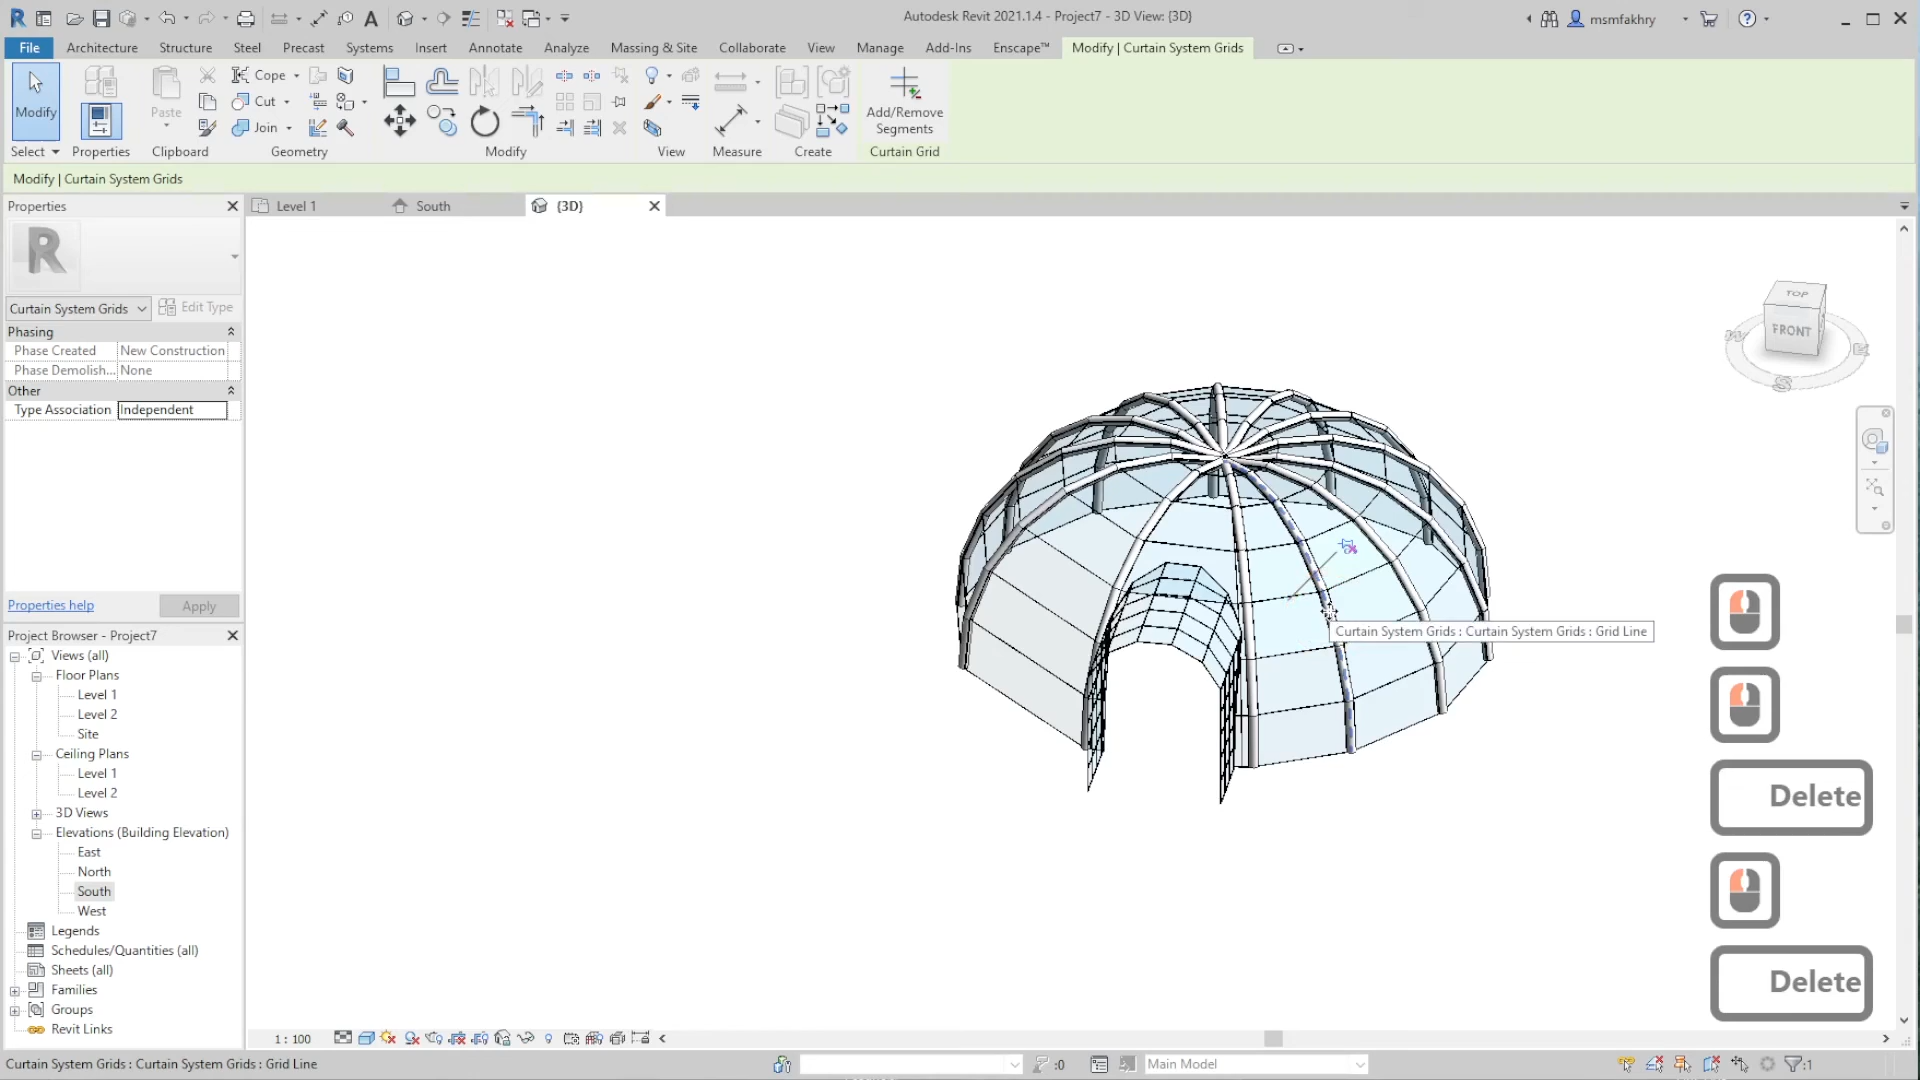 Autodesk Revit 2021.1.4 - Project7 - 3D View: {3D}
msmfakhry
File Architecture Structure Steel Precast Systems Insert Annotate Analyze Massing & Site Collaborate View Manage Add-Ins Enscape™ Modify | Curtain System Grids
Modify
Paste
Cope
Cut
Join
Add/Remove
Segments
Select Properties Clipboard Geometry Modify View Measure Create Curtain Grid
Modify | Curtain System Grids
Properties
Level 1
South
{3D}
R
Curtain System Grids
Edit Type
Phasing
Phase Created New Construction
Phase Demolish... None
Other
Type Association Independent
Properties help
Apply
Project Browser - Project7
Views (all)
Floor Plans
Level 1
Level 2
Site
Ceiling Plans
Level 1
Level 2
3D Views
Elevations (Building Elevation)
East
North
South
West
Legends
Schedules/Quantities (all)
Sheets (all)
Families
Groups
Revit Links
TOP
FRONT
S
Curtain System Grids : Curtain System Grids : Grid Line
Delete
Delete
1 : 100
Curtain System Grids : Curtain System Grids : Grid Line
:0
Main Model
:1